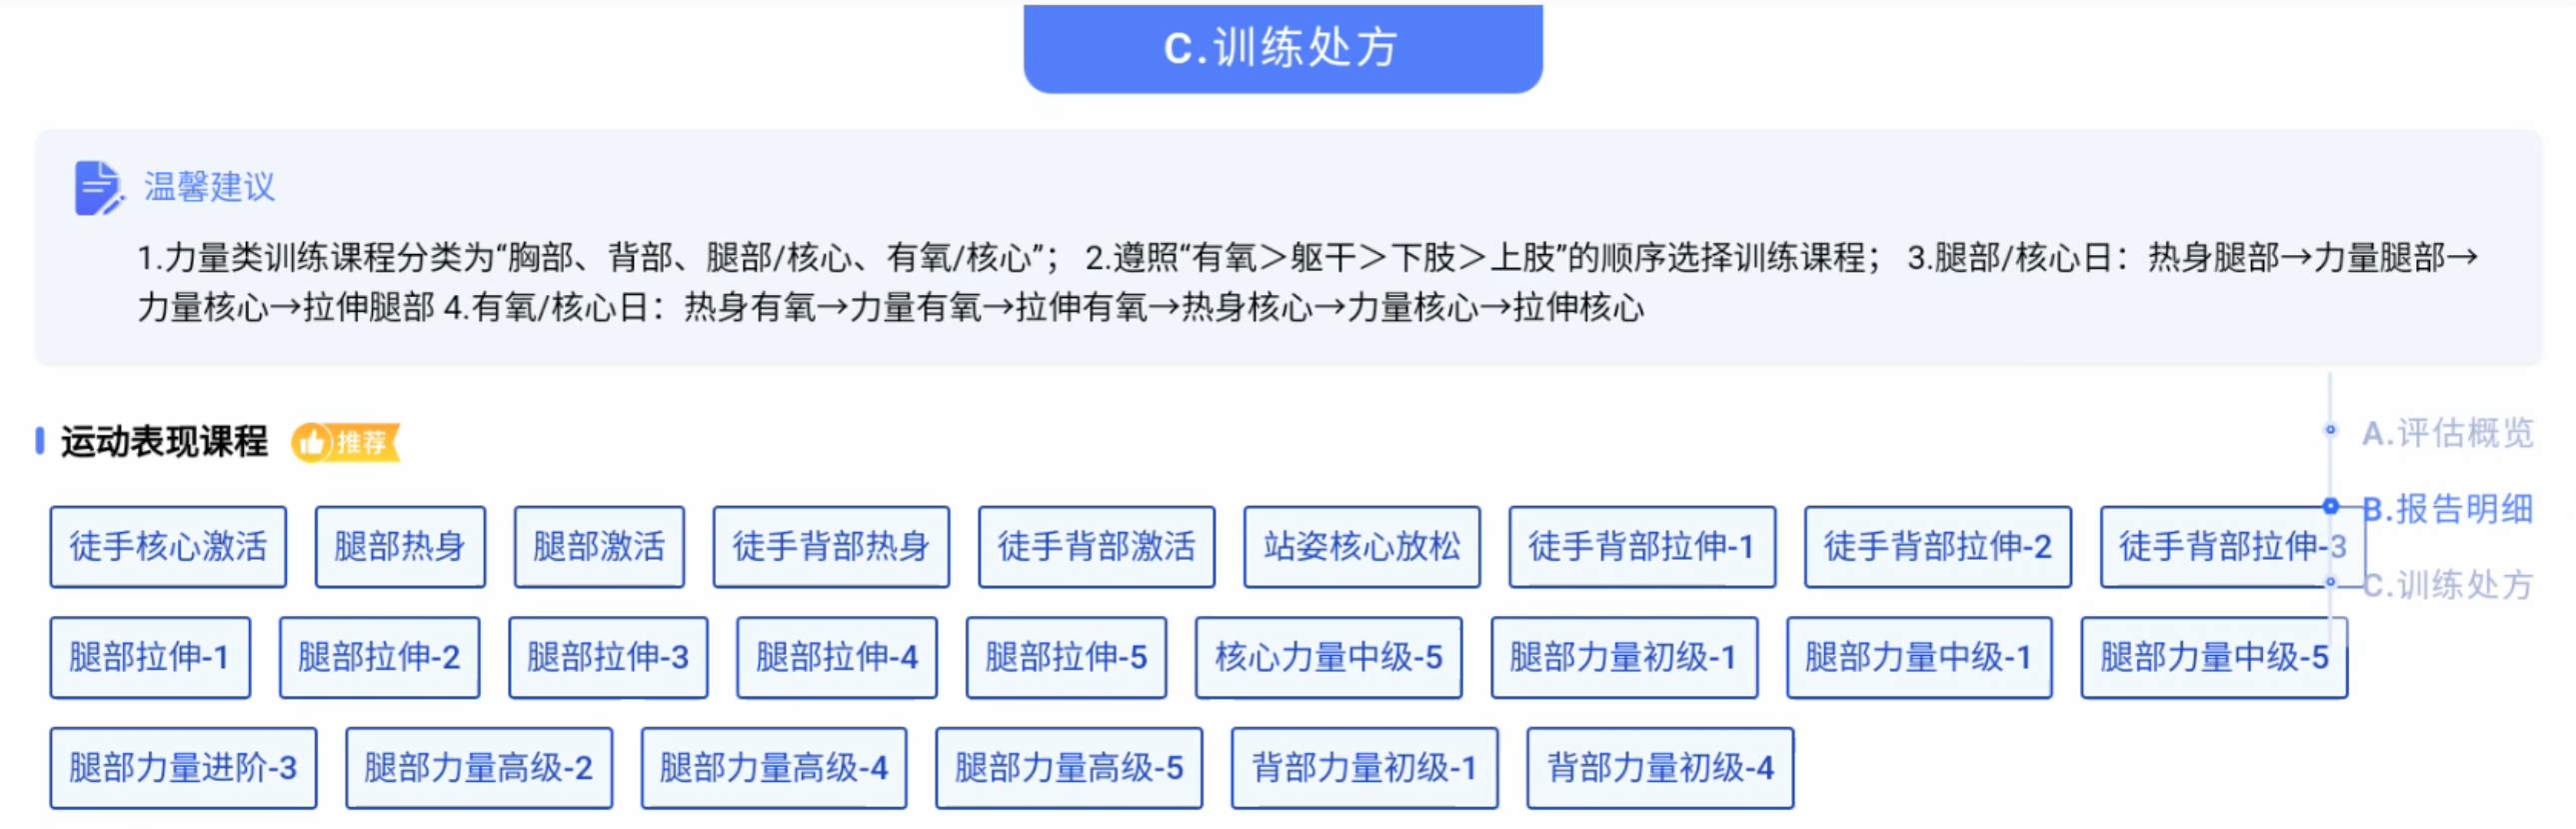 C.训练处方
温馨建议
1.力量类训练课程分类为“胸部、背部、腿部/核心、有氧/核心”； 2.遵照“有氧＞躯干＞下肢＞上肢”的顺序选择训练课程； 3.腿部/核心日：热身腿部→力量腿部→
力量核心→拉伸腿部 4.有氧/核心日：热身有氧→力量有氧→拉伸有氧→热身核心→力量核心→拉伸核心
运动表现课程 推荐
A.评估概览
B.报告明细
C.训练处方
徒手核心激活 腿部热身 腿部激活 徒手背部热身 徒手背部激活 站姿核心放松 徒手背部拉伸-1 徒手背部拉伸-2 徒手背部拉伸-3
腿部拉伸-1 腿部拉伸-2 腿部拉伸-3 腿部拉伸-4 腿部拉伸-5 核心力量中级-5 腿部力量初级-1 腿部力量中级-1 腿部力量中级-5
腿部力量进阶-3 腿部力量高级-2 腿部力量高级-4 腿部力量高级-5 背部力量初级-1 背部力量初级-4